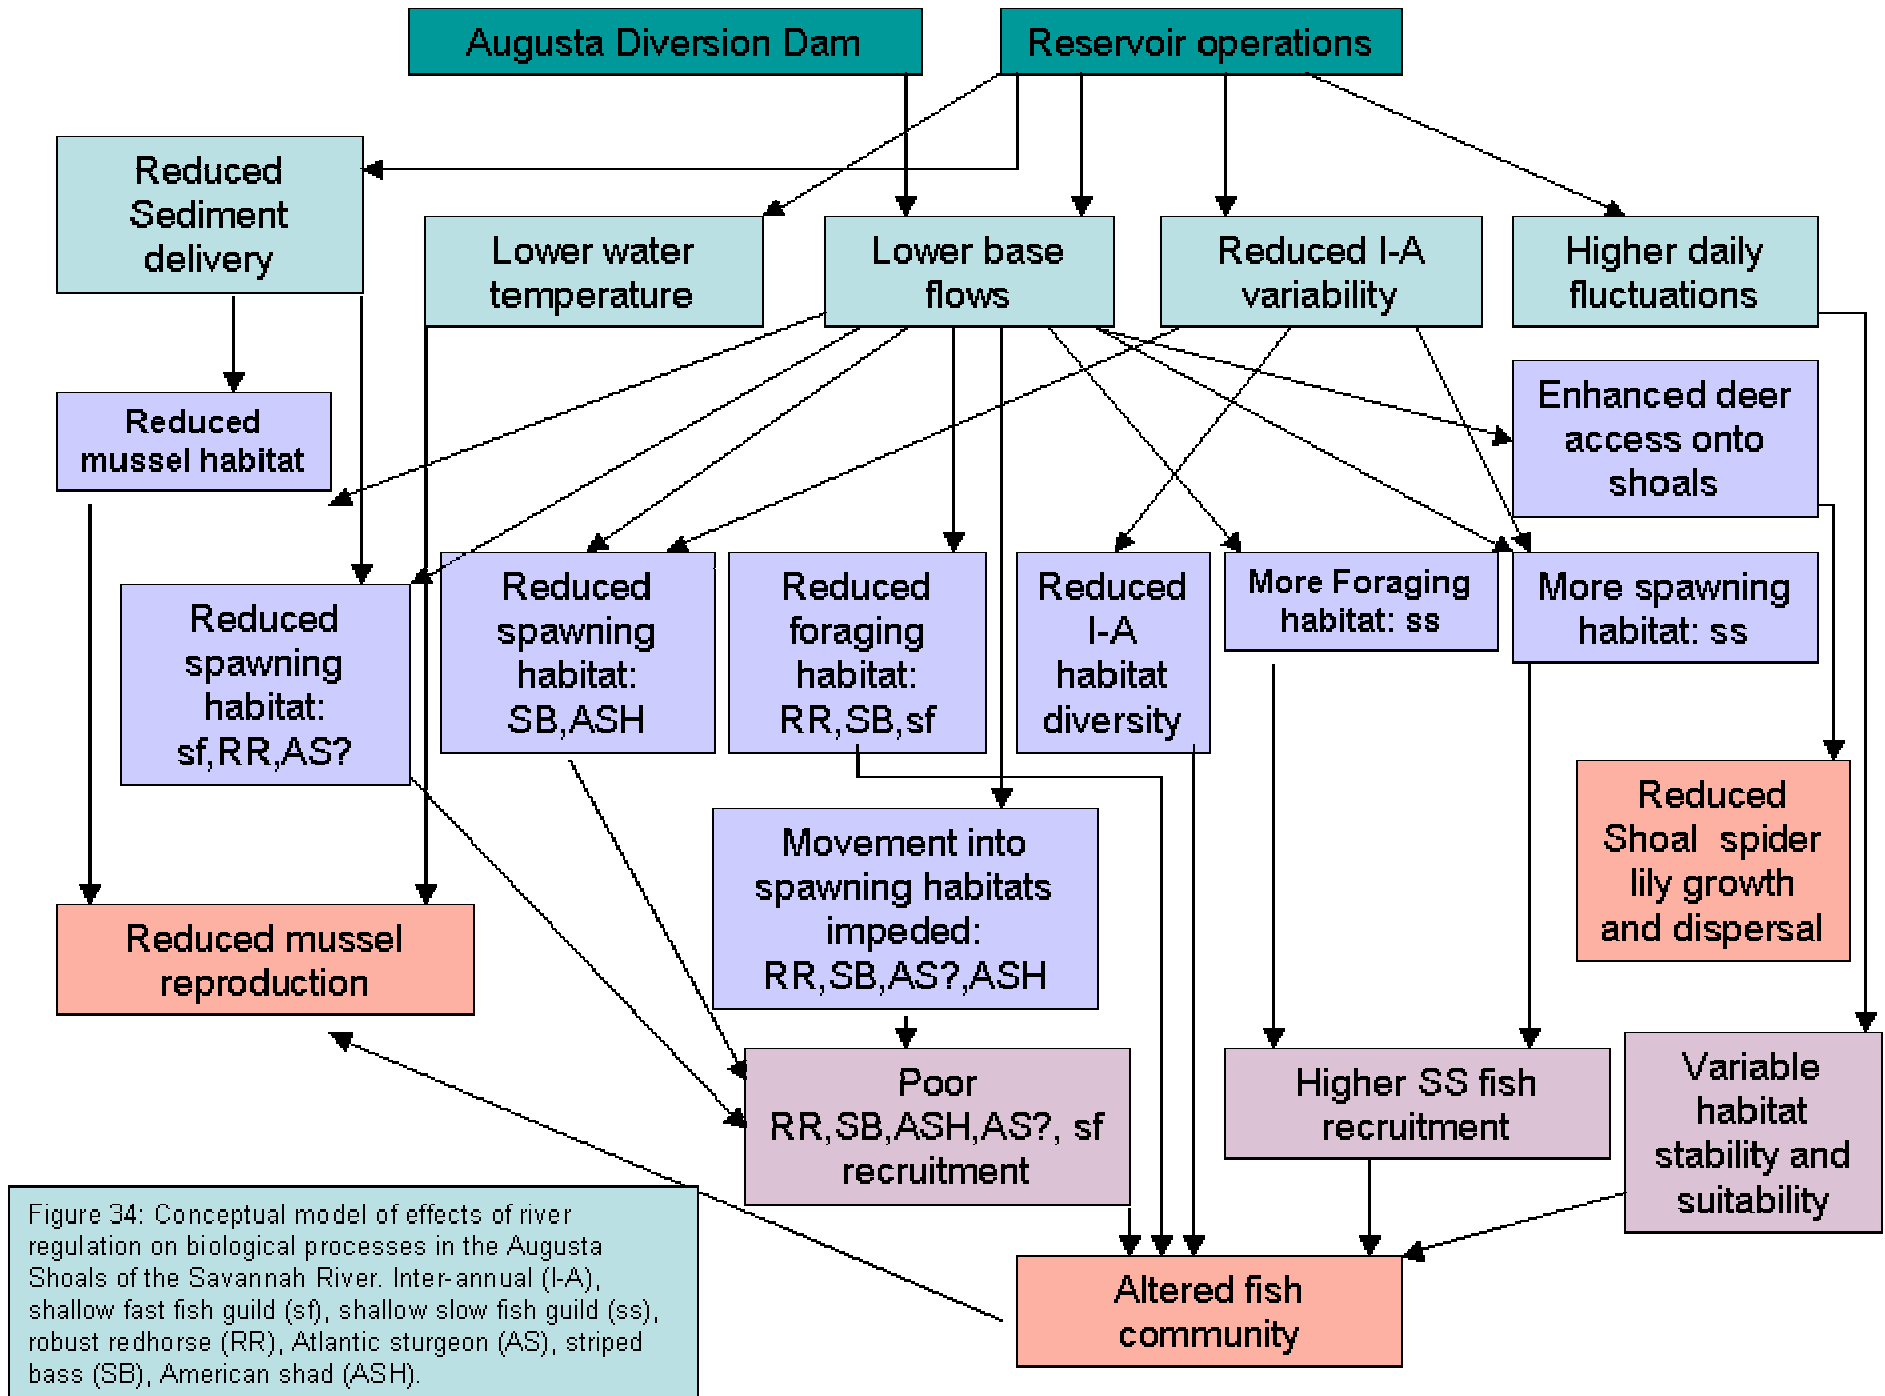 Augusta Diversion Dam
Reservoir operations
Reduced
Sediment
delivery
Lower water
temperature
Lower base
flows
Reduced I-A
variability
Higher daily
fluctuations
Reduced
mussel habitat
Enhanced deer
access onto
shoals
Reduced
spawning
habitat:
sf,RR,AS?
Reduced
spawning
habitat:
SB,ASH
Reduced
foraging
habitat:
RR,SB,sf
Reduced
I-A
habitat
diversity
More Foraging
habitat: ss
More spawning
habitat: ss
Movement into
spawning habitats
impeded:
RR,SB,AS?,ASH
Reduced
Shoal spider
lily growth
and dispersal
Reduced mussel
reproduction
Poor
RR,SB,ASH,AS?, sf
recruitment
Higher SS fish
recruitment
Variable
habitat
stability and
suitability
Altered fish
community
Figure 34: Conceptual model of effects of river
regulation on biological processes in the Augusta
Shoals of the Savannah River. Inter-annual (I-A),
shallow fast fish guild (sf), shallow slow fish guild (ss),
robust redhorse (RR), Atlantic sturgeon (AS), striped
bass (SB), American shad (ASH).